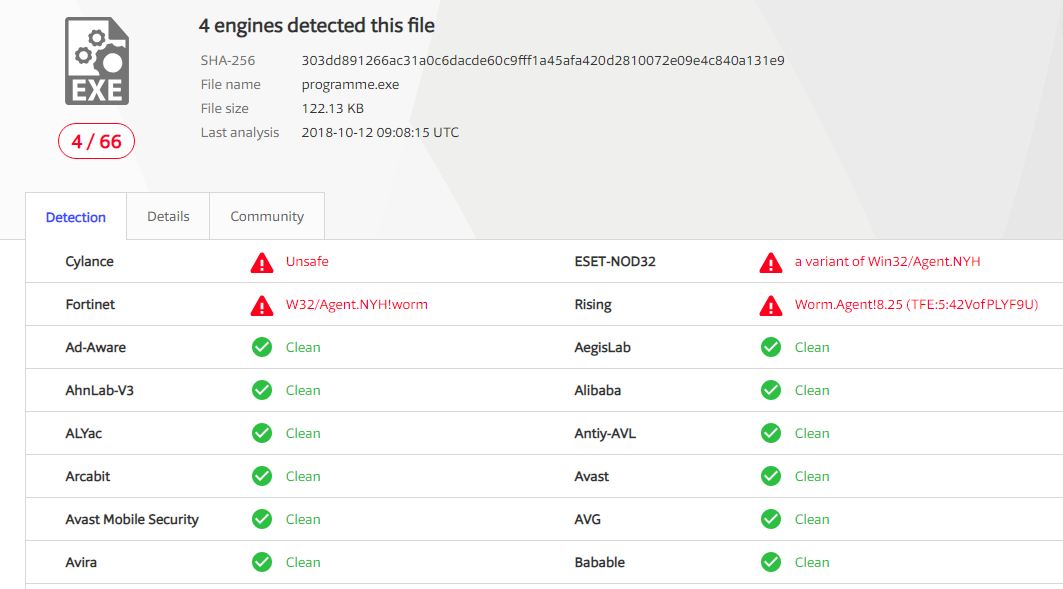 4 engines detected this file
SHA-256 303dd891266ac31a0c6dacde60c9fff1a45afa420d2810072e09e4c840a131e9
File name programme.exe
File size 122.13 KB
Last analysis 2018-10-12 09:08:15 UTC
EXE
4 / 66
Detection Details Community
Cylance Unsafe ESET-NOD32 a variant of Win32/Agent.NYH
Fortinet W32/Agent.NYH!worm Rising Worm.Agent!8.25 (TFE:5:42VofPLYF9U)
Ad-Aware Clean AegisLab Clean
AhnLab-V3 Clean Alibaba Clean
ALYac Clean Antiy-AVL Clean
Arcabit Clean Avast Clean
Avast Mobile Security Clean AVG Clean
Avira Clean Babable Clean